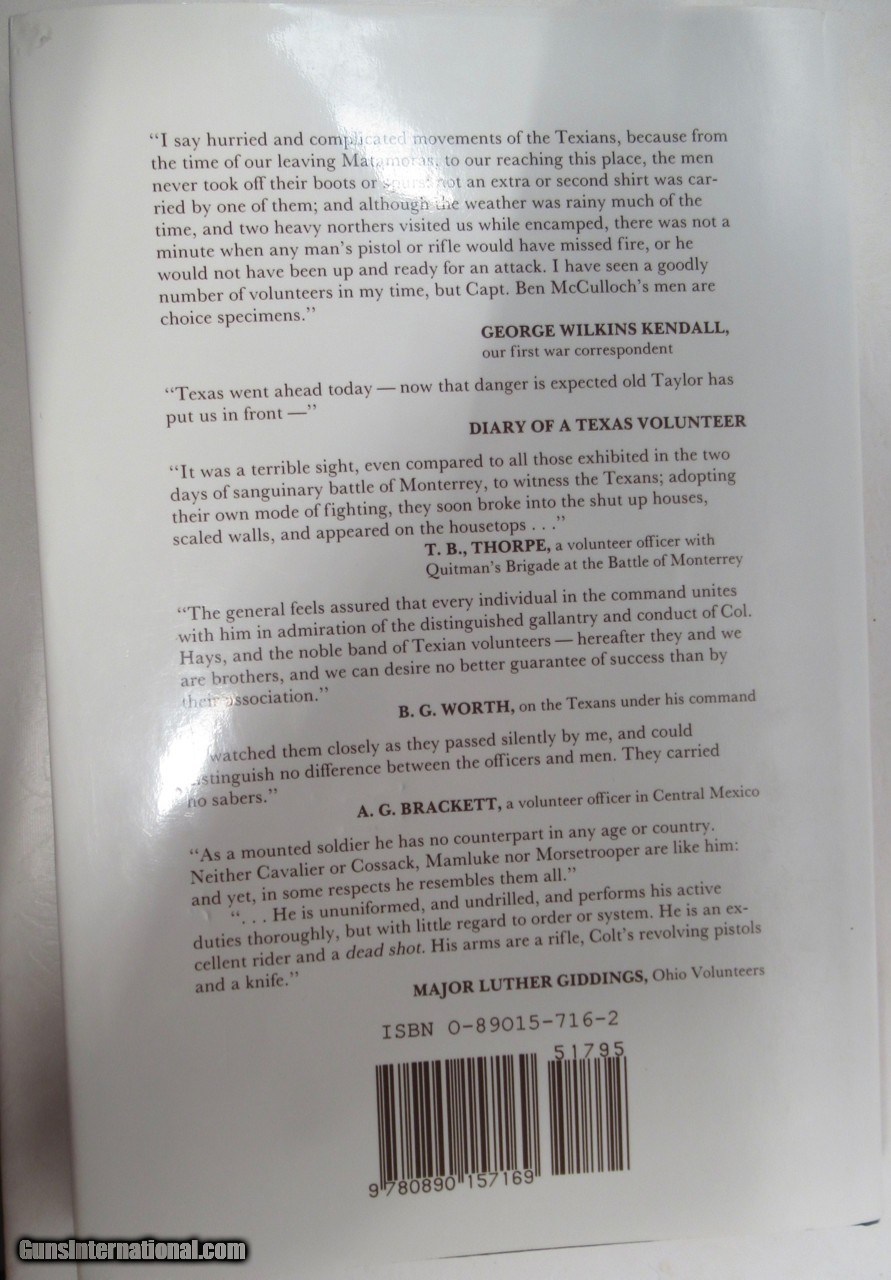 “I say hurried and complicated movements of the Texians, because from
the time of our leaving Matamoras, to our reaching this place, the men
never took off their boots or spurs: not an extra or second shirt was car-
ried by one of them; and although the weather was rainy much of the
time, and two heavy northers visited us while encamped, there was not a
minute when any man’s pistol or rifle would have missed fire, or he
would not have been up and ready for an attack. I have seen a goodly
number of volunteers in my time, but Capt. Ben McCulloch’s men are
choice specimens.”
GEORGE WILKINS KENDALL,
our first war correspondent
“Texas went ahead today — now that danger is expected old Taylor has
put us in front —”
DIARY OF A TEXAS VOLUNTEER
“It was a terrible sight, even compared to all those exhibited in the two
days of sanguinary battle of Monterrey, to witness the Texans; adopting
their own mode of fighting, they soon broke into the shut up houses,
scaled walls, and appeared on the housetops . . .”
T. B., THORPE, a volunteer officer with
Quitman’s Brigade at the Battle of Monterrey
“The general feels assured that every individual in the command unites
with him in admiration of the distinguished gallantry and conduct of Col.
Hays, and the noble band of Texian volunteers — hereafter they and we
are brothers, and we can desire no better guarantee of success than by
their association.”
B. G. WORTH, on the Texans under his command
watched them closely as they passed silently by me, and could
distinguish no difference between the officers and men. They carried
no sabers.”
A. G. BRACKETT, a volunteer officer in Central Mexico
“As a mounted soldier he has no counterpart in any age or country.
Neither Cavalier or Cossack, Mamluke nor Morsetrooper are like him:
and yet, in some respects he resembles them all.”
“. . . He is ununiformed, and undrilled, and performs his active
duties thoroughly, but with little regard to order or system. He is an ex-
cellent rider and a dead shot. His arms are a rifle, Colt’s revolving pistols
and a knife.”
MAJOR LUTHER GIDDINGS, Ohio Volunteers
ISBN 0-89015-716-2
51795
9 780890 157169
GunsInternational.com